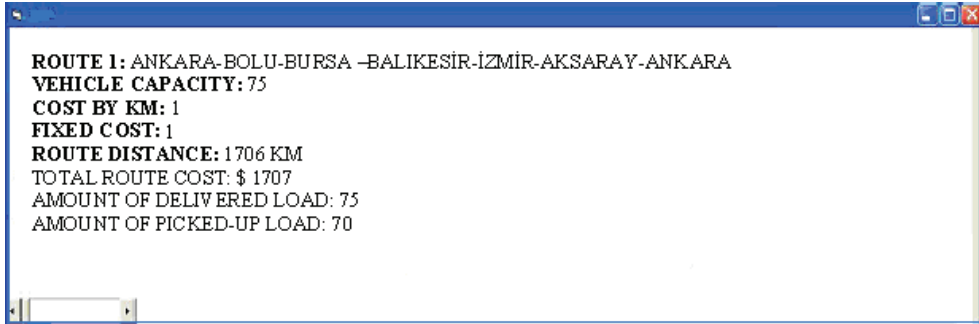 ROUTE 1: ANKARA-BOLU-BURSA –BALIKESİR-İZMİR-AKSARAY-ANKARA
VEHICLE CAPACITY: 75
COST BY KM: 1
FIXED COST: 1
ROUTE DISTANCE: 1706 KM
TOTAL ROUTE COST: $ 1707
AMOUNT OF DELIVERED LOAD: 75
AMOUNT OF PICKED-UP LOAD: 70